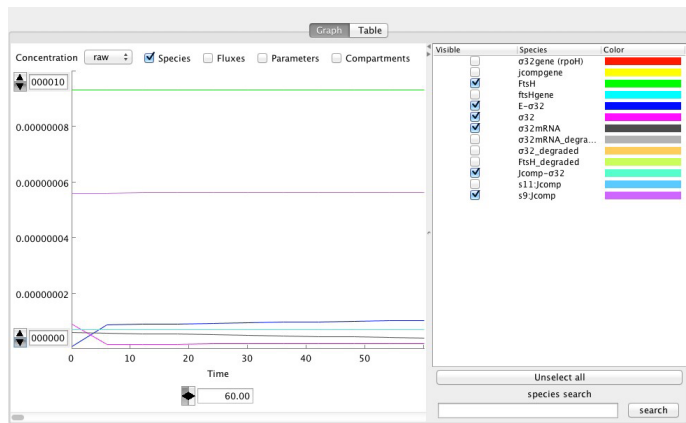 Graph Table
Concentration raw Species Fluxes Parameters Compartments
000010
0.00000008
0.00000006
0.00000004
0.00000002
000000
0 10 20 30 40 50
Time
60.00
Visible Species Color
σ32gene (rpoH)
jcompgene
FtsH
ftsHgene
E-σ32
σ32
σ32mRNA
σ32mRNA_degra...
σ32_degraded
FtsH_degraded
Jcomp-σ32
s11:Jcomp
s9:Jcomp
Unselect all
species search
search